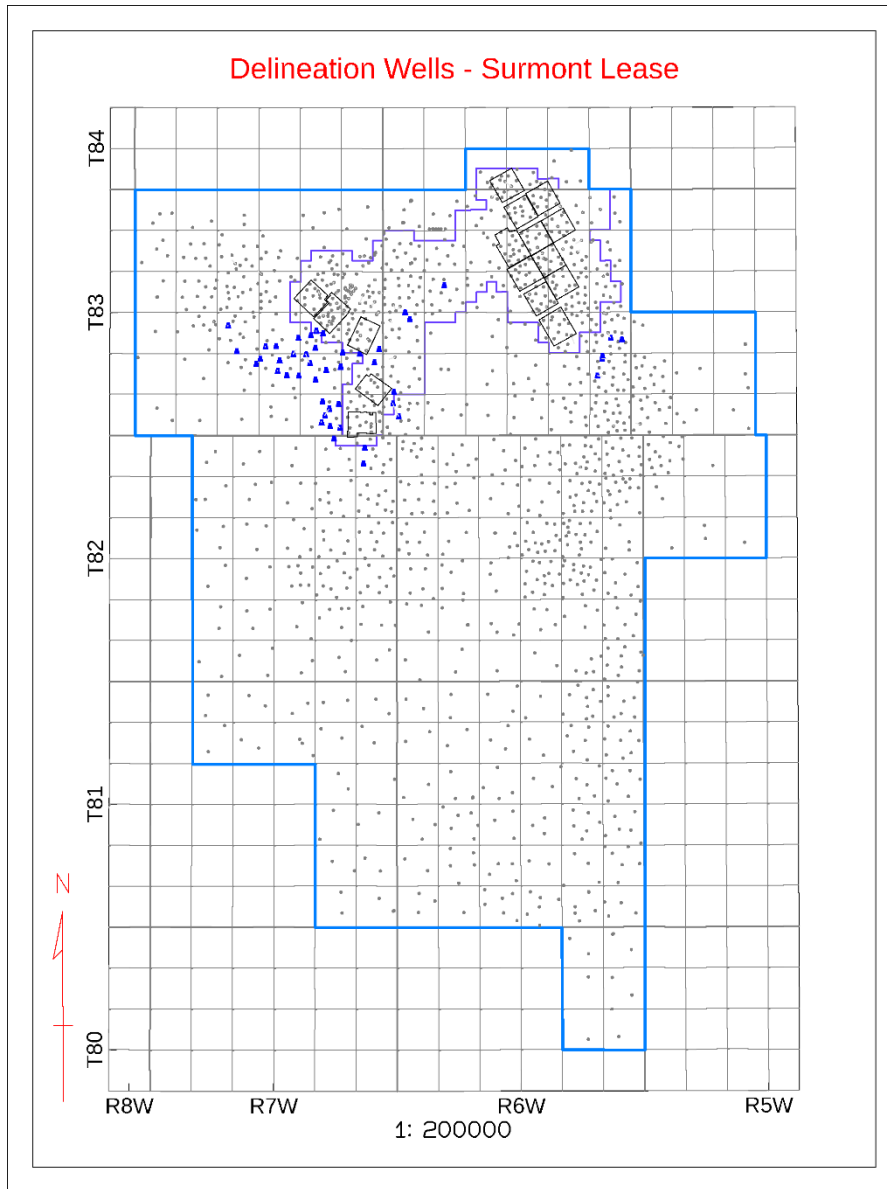 Delineation Wells - Surmont Lease
T84
T83
T82
T81
N
T80
R8W R7W R6W R5W
1: 200000